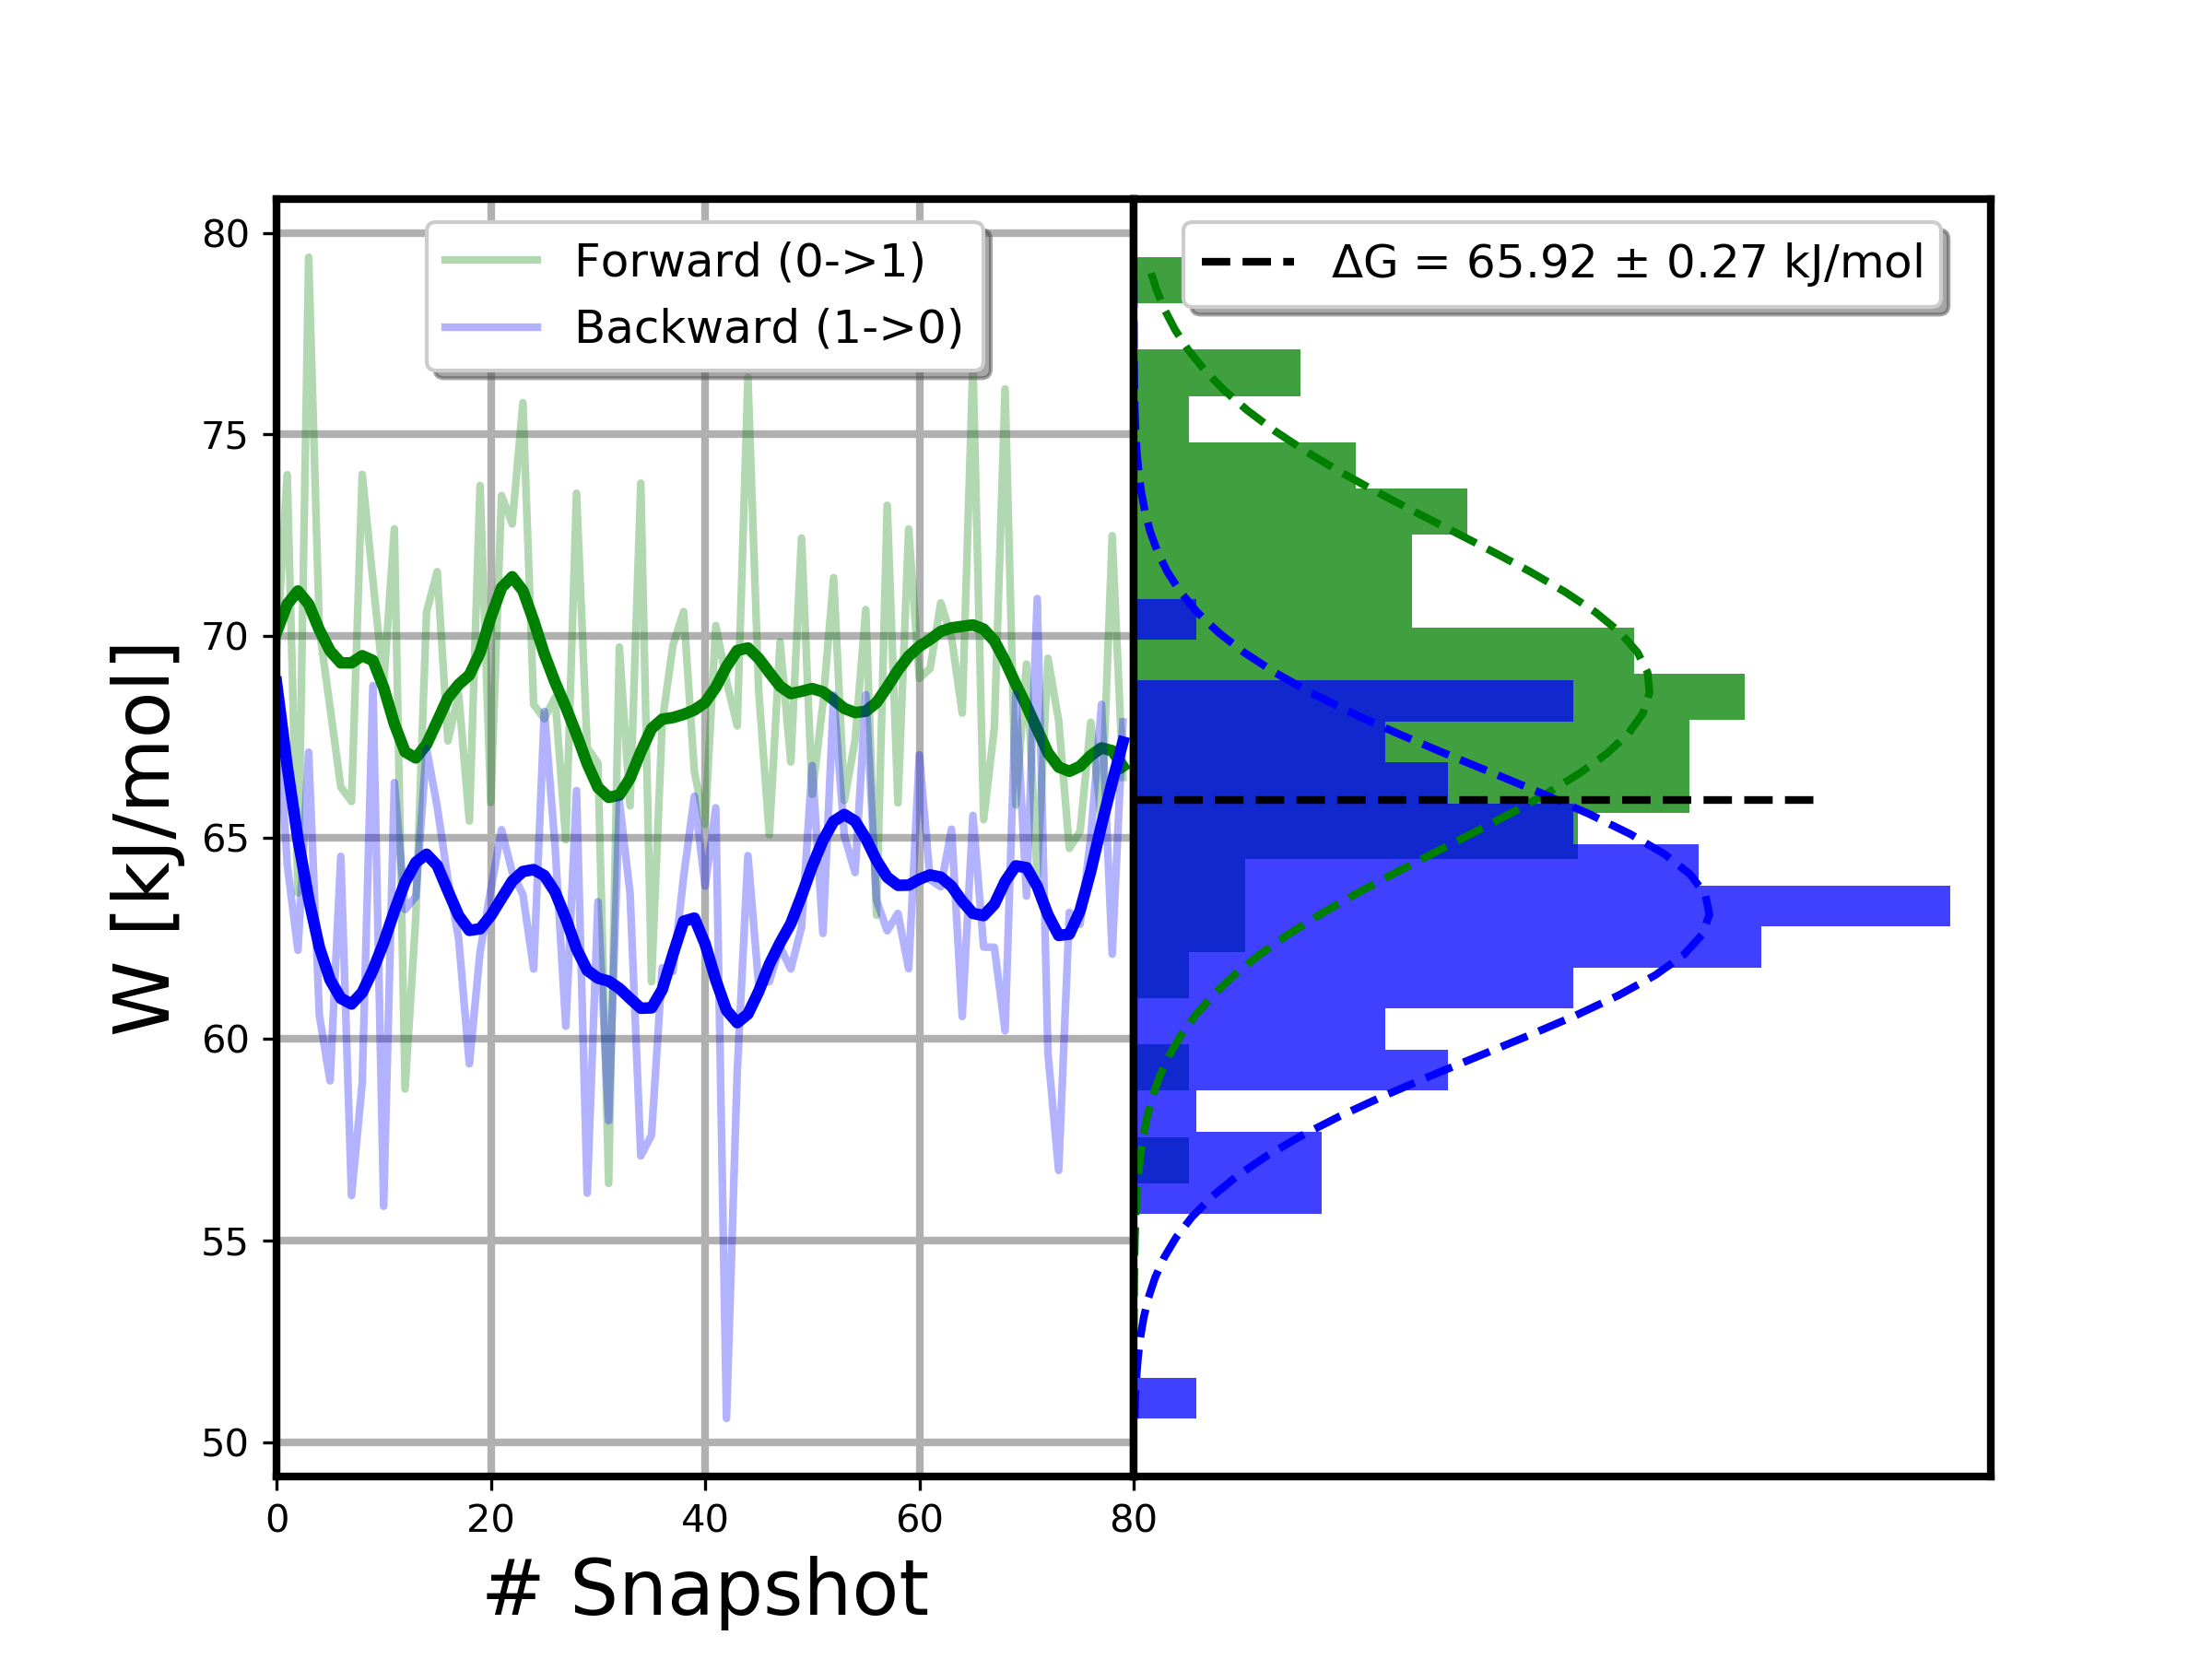 Forward (0->1)
Backward (1->0)
ΔG = 65.92 ± 0.27 kJ/mol
W [kJ/mol]
80
75
70
65
60
55
50
0 20 40 60 80
# Snapshot